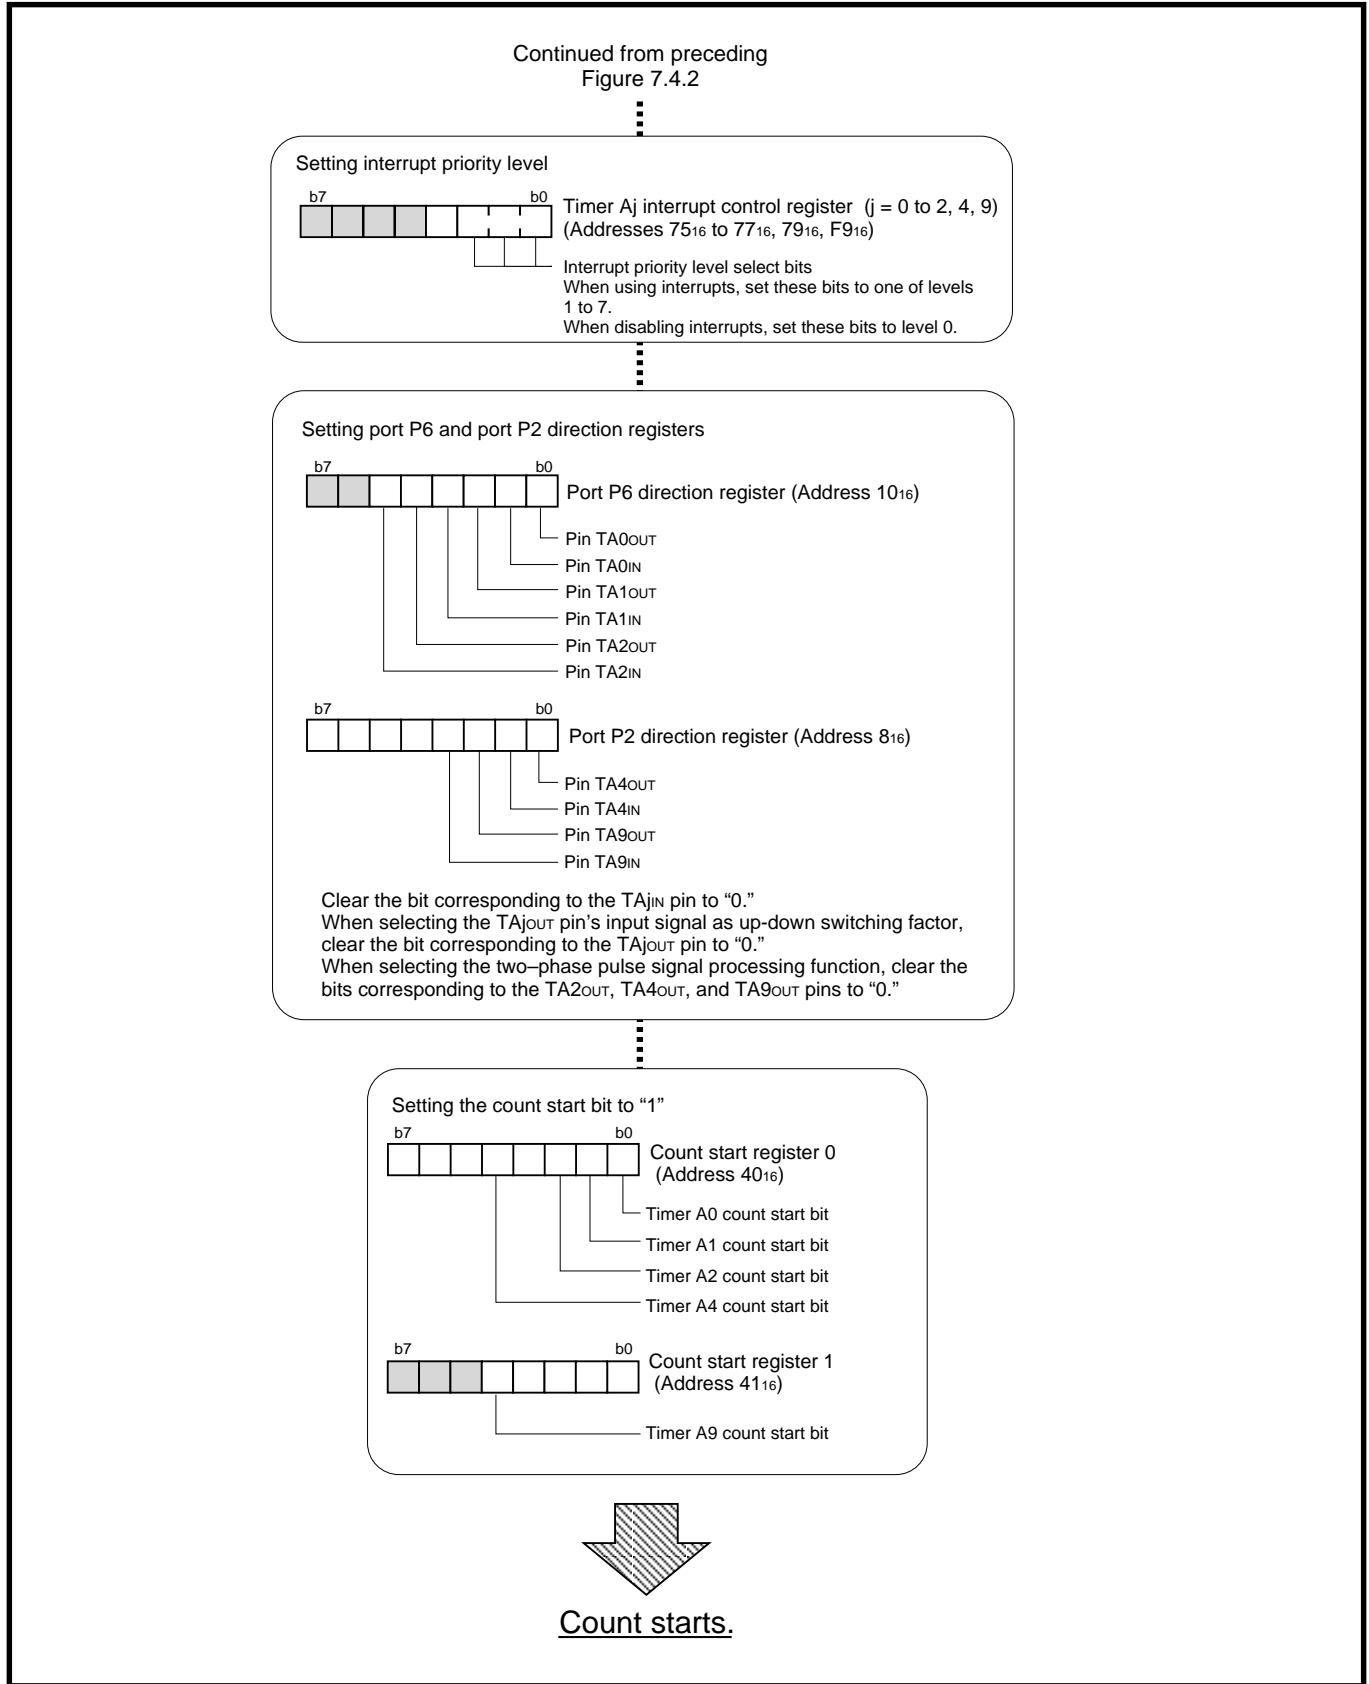 Continued from preceding
Figure 7.4.2
Setting interrupt priority level
b7 b0
Timer Aj interrupt control register (j = 0 to 2, 4, 9)
(Addresses 7516 to 7716, 7916, F916)
Interrupt priority level select bits
When using interrupts, set these bits to one of levels
1 to 7.
When disabling interrupts, set these bits to level 0.
Setting port P6 and port P2 direction registers
b7 b0
Port P6 direction register (Address 1016)
Pin TA0OUT
Pin TA0IN
Pin TA1OUT
Pin TA1IN
Pin TA2OUT
Pin TA2IN
b7 b0
Port P2 direction register (Address 816)
Pin TA4OUT
Pin TA4IN
Pin TA9OUT
Pin TA9IN
Clear the bit corresponding to the TAjIN pin to “0.”
When selecting the TAjOUT pin’s input signal as up-down switching factor,
clear the bit corresponding to the TAjOUT pin to “0.”
When selecting the two–phase pulse signal processing function, clear the
bits corresponding to the TA2OUT, TA4OUT, and TA9OUT pins to “0.”
Setting the count start bit to “1”
b7 b0
Count start register 0
(Address 4016)
Timer A0 count start bit
Timer A1 count start bit
Timer A2 count start bit
Timer A4 count start bit
b7 b0
Count start register 1
(Address 4116)
Timer A9 count start bit
Count starts.